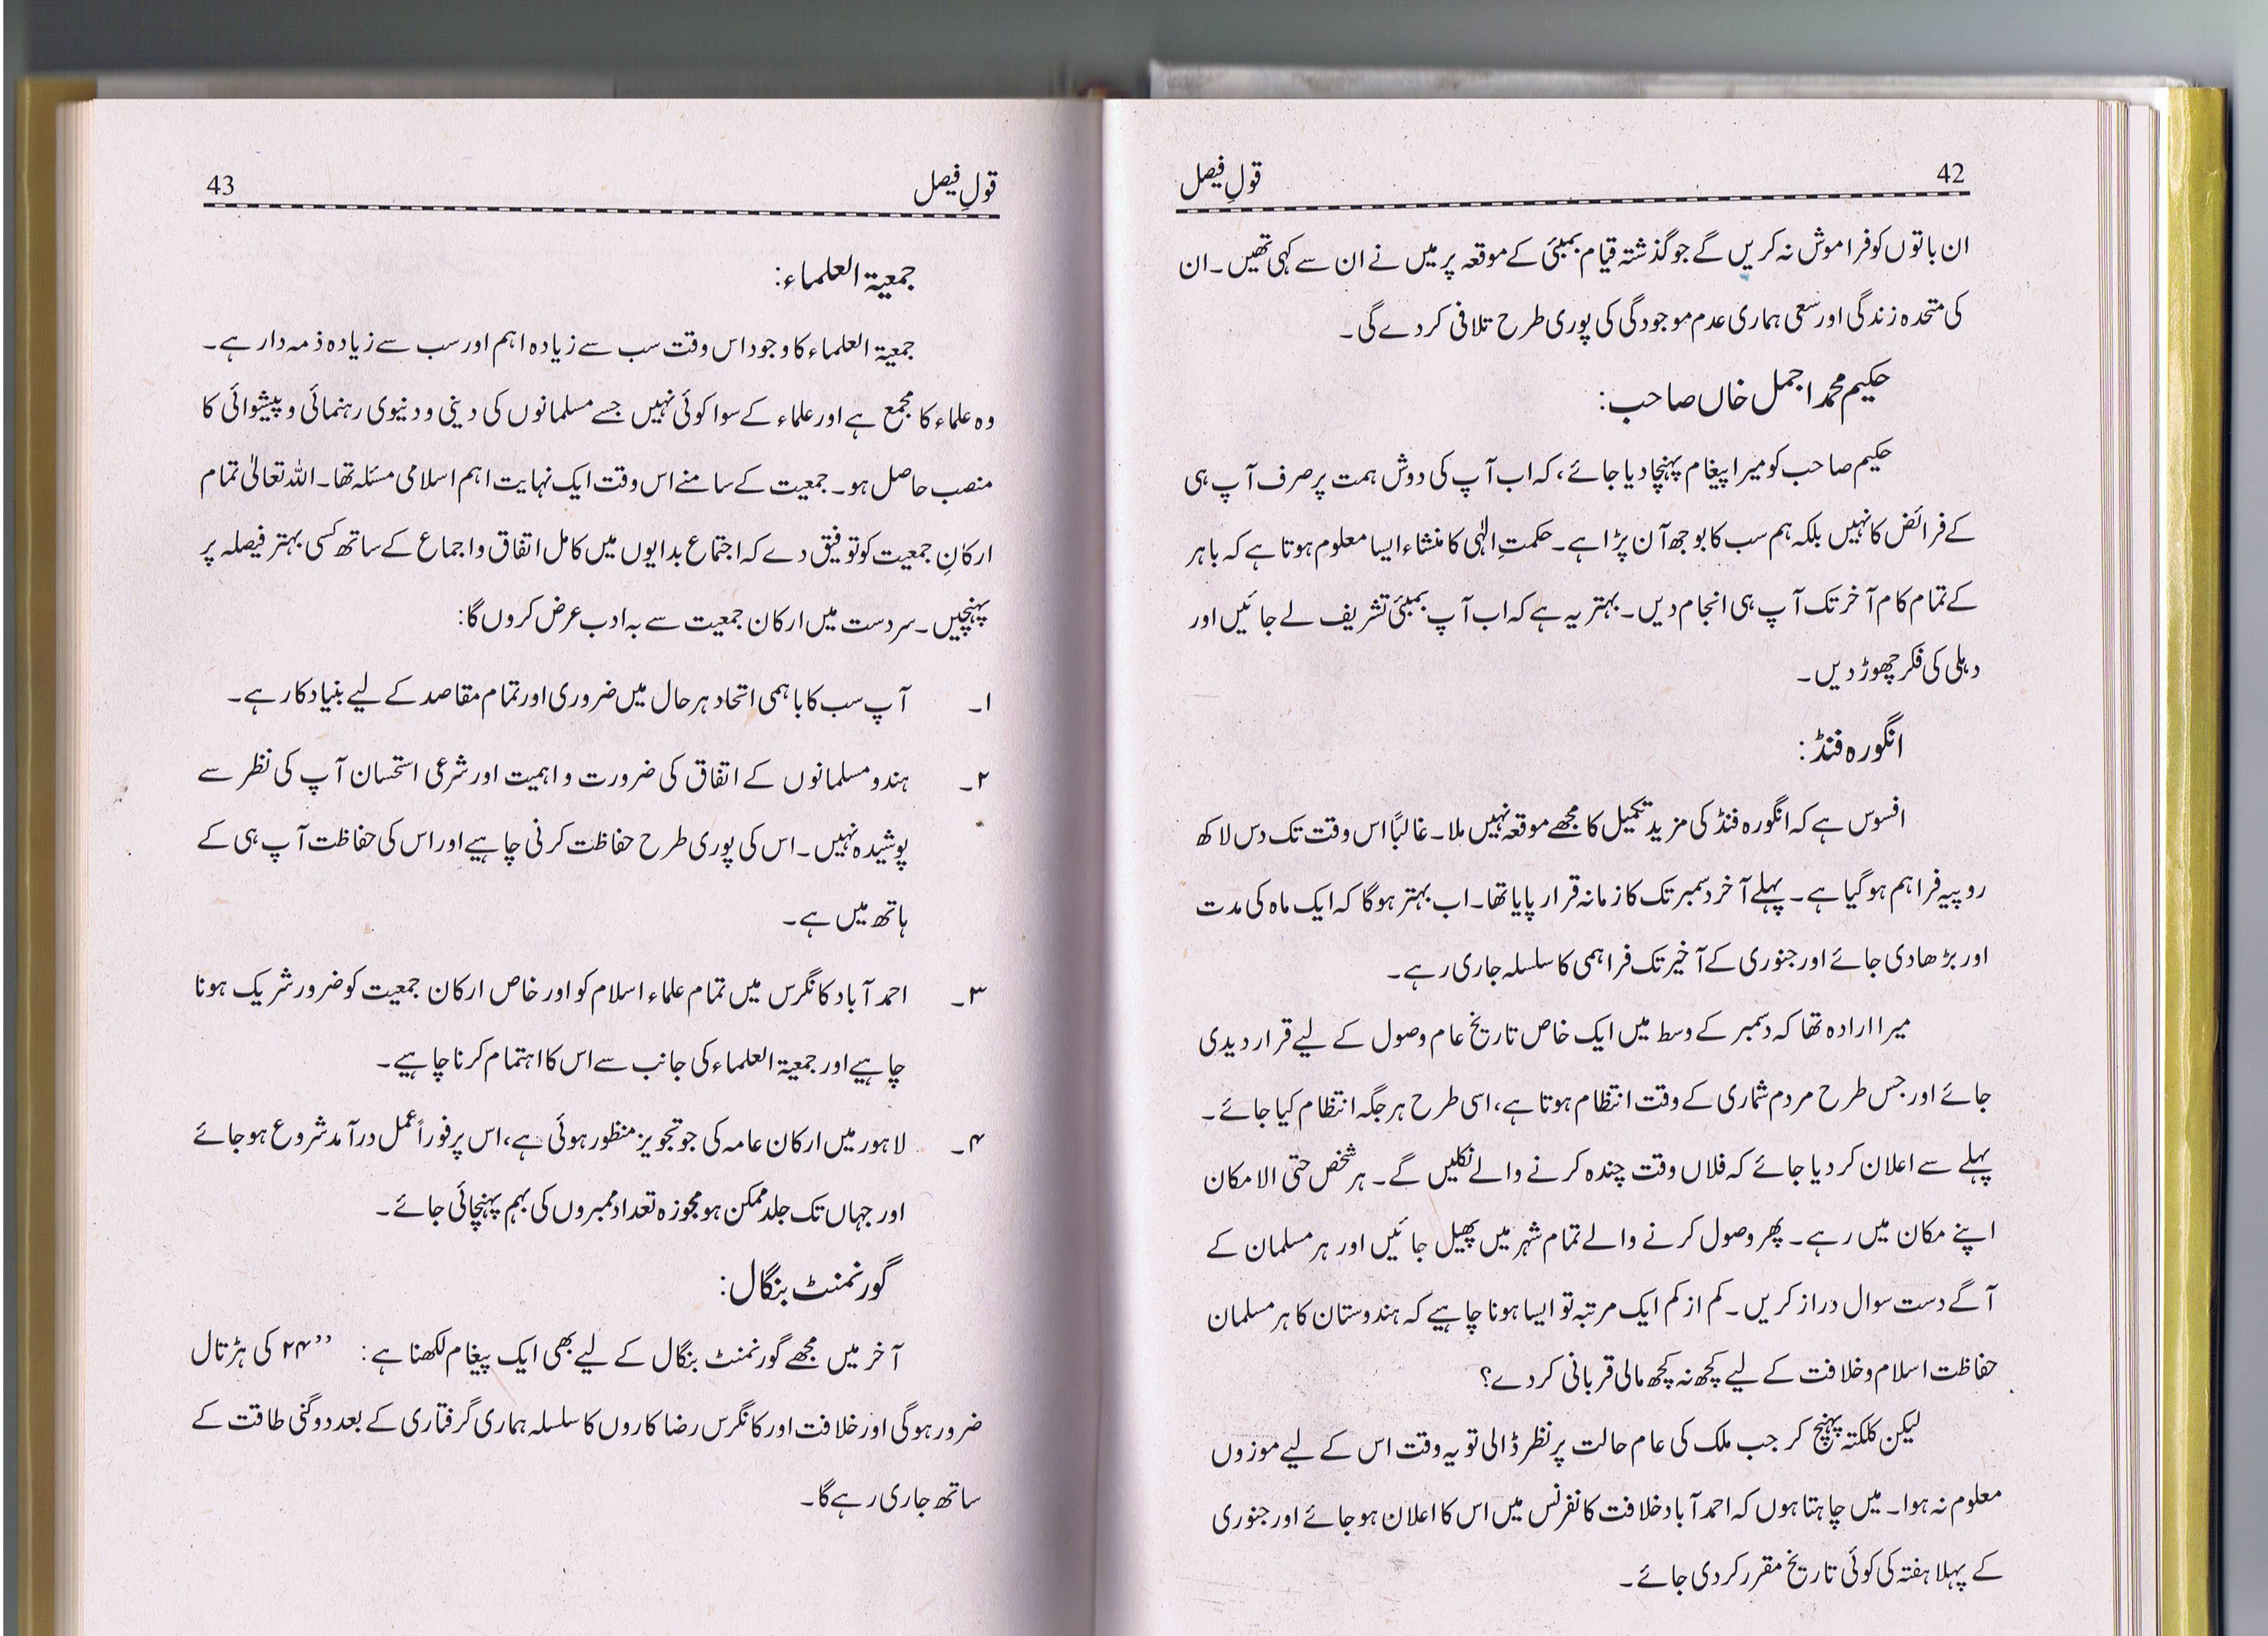 42
قولِ فیصل
ان باتوں کو فراموش نہ کریں گے جو گذشتہ قیام بمبئی کے موقعہ پر میں نے ان سے کہی تھیں۔ ان
کی متحدہ زندگی اور سعی ہماری عدم موجودگی کی پوری طرح تلافی کر دے گی۔
حکیم محمد اجمل خاں صاحب:
حکیم صاحب کو میرا پیغام پہنچا دیا جائے، کہ اب آپ کی دوش ہمت پر صرف آپ ہی
کے فرائض کا نہیں بلکہ ہم سب کا بوجھ آن پڑا ہے۔ حکمتِ الٰہی کا منشاء ایسا معلوم ہوتا ہے کہ باہر
کے تمام کام آخر تک آپ ہی انجام دیں۔ بہتر یہ ہے کہ اب آپ بمبئی تشریف لے جائیں اور
دہلی کی فکر چھوڑ دیں۔
انگورہ فنڈ:
افسوس ہے کہ انگورہ فنڈ کی مزید تکمیل کا مجھے موقعہ نہیں ملا۔ غالباً اس وقت تک دس لاکھ
روپیہ فراہم ہو گیا ہے۔ پہلے آخر دسمبر تک کا زمانہ قرار پایا تھا۔ اب بہتر ہوگا کہ ایک ماہ کی مدت
اور بڑھا دی جائے اور جنوری کے آخیر تک فراہمی کا سلسلہ جاری رہے۔
میرا ارادہ تھا کہ دسمبر کے وسط میں ایک خاص تاریخ عام وصول کے لیے قرار دیدی
جائے اور جس طرح مردم شماری کے وقت انتظام ہوتا ہے، اسی طرح ہر جگہ انتظام کیا جائے۔
پہلے سے اعلان کر دیا جائے کہ فلاں وقت چندہ کرنے والے نکلیں گے۔ ہر شخص حتی الامکان
اپنے مکان میں رہے۔ پھر وصول کرنے والے تمام شہر میں پھیل جائیں اور ہر مسلمان کے
آگے دست سوال دراز کریں۔ کم از کم ایک مرتبہ تو ایسا ہونا چاہیے کہ ہندوستان کا ہر مسلمان
حفاظت اسلام و خلافت کے لیے کچھ نہ کچھ مالی قربانی کر دے؟
لیکن کلکتہ پہنچ کر جب ملک کی عام حالت پر نظر ڈالی تو یہ وقت اس کے لیے موزوں
معلوم نہ ہوا۔ میں چاہتا ہوں کہ احمد آباد خلافت کانفرنس میں اس کا اعلان ہو جائے اور جنوری
کے پہلا ہفتہ کی کوئی تاریخ مقرر کر دی جائے۔
قولِ فیصل
43
جمعیۃ العلماء:
جمعیۃ العلماء کا وجود اس وقت سب سے زیادہ اہم اور سب سے زیادہ ذمہ دار ہے۔
وہ علماء کا مجمع ہے اور علماء کے سوا کوئی نہیں جسے مسلمانوں کی دینی و دنیوی رہنمائی و پیشوائی کا
منصب حاصل ہو۔ جمعیت کے سامنے اس وقت ایک نہایت اہم اسلامی مسئلہ تھا۔ اللہ تعالیٰ تمام
ارکانِ جمعیت کو توفیق دے کہ اجتماع بدایوں میں کامل اتفاق و اجماع کے ساتھ کسی بہتر فیصلہ پر
پہنچیں۔ سردست میں ارکان جمعیت سے بہ ادب عرض کروں گا:
۱۔ آپ سب کا باہمی اتحاد ہر حال میں ضروری اور تمام مقاصد کے لیے بنیاد کار ہے۔
۲۔ ہندو مسلمانوں کے اتفاق کی ضرورت و اہمیت اور شرعی استحسان آپ کی نظر سے
پوشیدہ نہیں۔ اس کی پوری طرح حفاظت کرنی چاہیے اور اس کی حفاظت آپ ہی کے
ہاتھ میں ہے۔
۳۔ احمد آباد کانگرس میں تمام علماء اسلام کو اور خاص ارکان جمعیت کو ضرور شریک ہونا
چاہیے اور جمعیۃ العلماء کی جانب سے اس کا اہتمام کرنا چاہیے۔
۴۔ لاہور میں ارکان عامہ کی جو تجویز منظور ہوئی ہے، اس پر فوراً عمل درآمد شروع ہو جائے
اور جہاں تک جلد ممکن ہو مجوزہ تعداد ممبروں کی بہم پہنچائی جائے۔
گورنمنٹ بنگال:
آخر میں مجھے گورنمنٹ بنگال کے لیے بھی ایک پیغام لکھنا ہے: ’’۲۴ کی ہڑتال
ضرور ہوگی اور خلافت اور کانگرس رضا کاروں کا سلسلہ ہماری گرفتاری کے بعد دوگنی طاقت کے
ساتھ جاری رہے گا۔